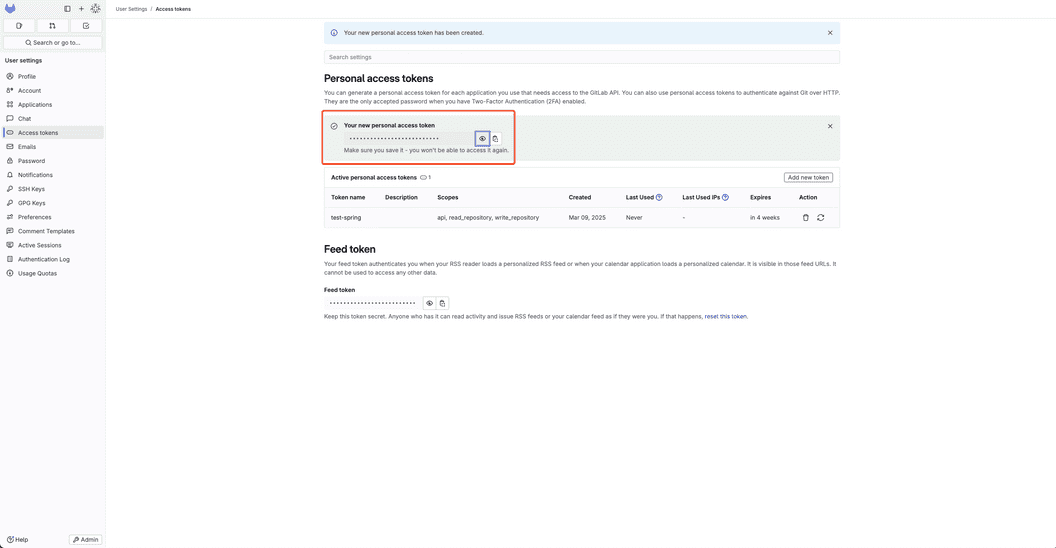 User Settings / Access tokens
Search or go to...
User settings
Profile
Account
Applications
Chat
Access tokens
Emails
Password
Notifications
SSH Keys
GPG Keys
Preferences
Comment Templates
Active Sessions
Authentication Log
Usage Quotas
Help
Admin
Your new personal access token has been created.
Search settings
Personal access tokens
You can generate a personal access token for each application you use that needs access to the GitLab API. You can also use personal access tokens to authenticate against Git over HTTP.
They are the only accepted password when you have Two-Factor Authentication (2FA) enabled.
Your new personal access token
Make sure you save it - you won't be able to access it again.
Active personal access tokens 1
Add new token
Token name Description Scopes Created Last Used Last Used IPs Expires Action
test-spring api, read_repository, write_repository Mar 09, 2025 Never - in 4 weeks
Feed token
Your feed token authenticates you when your RSS reader loads a personalized RSS feed or when your calendar application loads a personalized calendar. It is visible in those feed URLs. It
cannot be used to access any other data.
Feed token
Keep this token secret. Anyone who has it can read activity and issue RSS feeds or your calendar feed as if they were you. If that happens, reset this token.